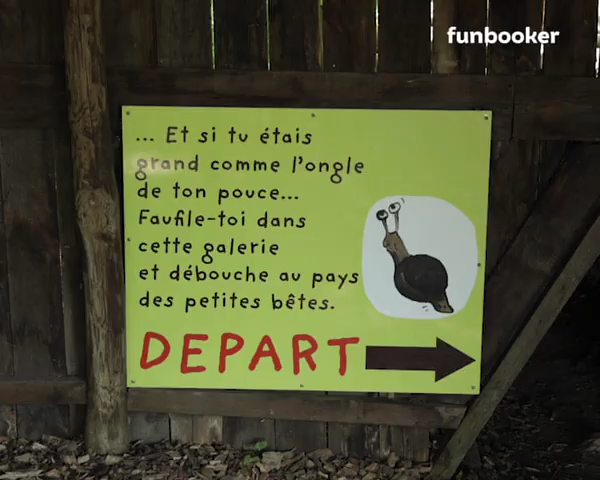 funbooker
... Et si tu étais
grand comme l'ongle
de ton pouce...
Faufile-toi dans
cette galerie
et débouche au pays
des petites bêtes.
DEPART